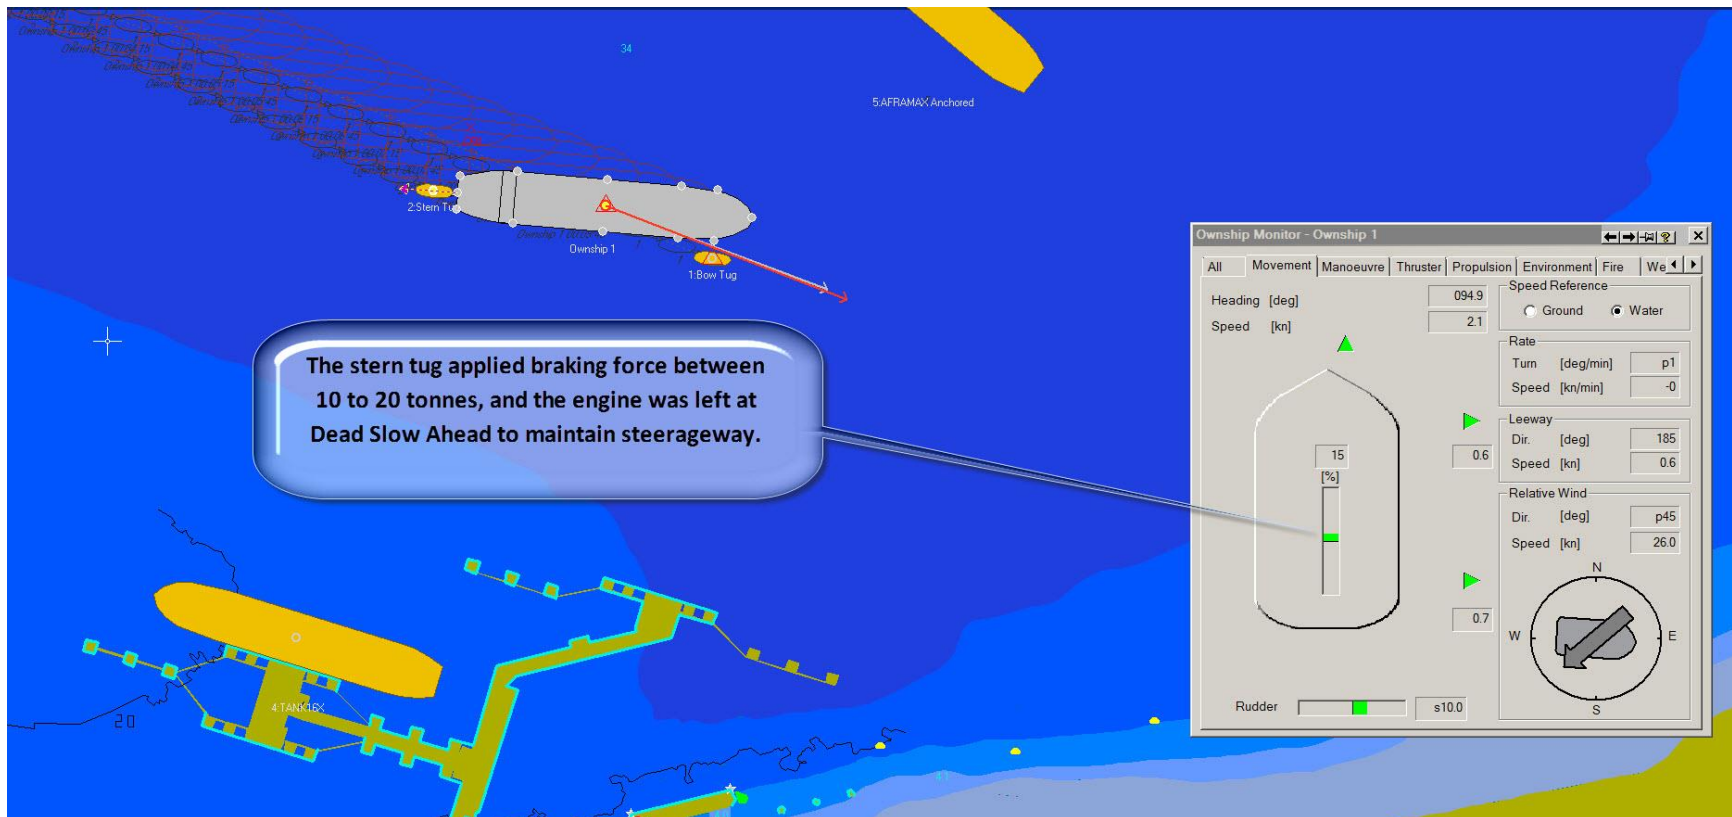 34
5:AFRAMAX Anchored
2:Stern Tu
Ownship 1
1:Bow Tug
The stern tug applied braking force between
10 to 20 tonnes, and the engine was left at
Dead Slow Ahead to maintain steerageway.
4:TANK16X
20
Ownship Monitor - Ownship 1
All Movement Manoeuvre Thruster Propulsion Environment Fire We
Heading [deg] 094.9
Speed [kn] 2.1
Speed Reference
Ground Water
Rate
Turn [deg/min] p1
Speed [kn/min] -0
Leeway
Dir. [deg] 185
Speed [kn] 0.6
15
[%]
0.6
0.7
Relative Wind
Dir. [deg] p45
Speed [kn] 26.0
N
W E
S
Rudder s10.0